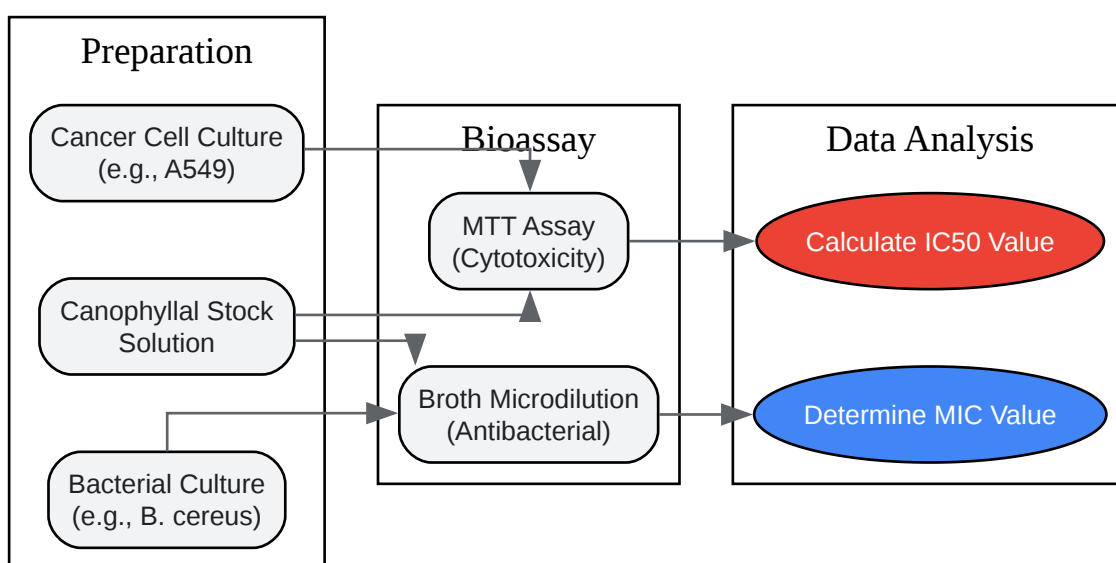 Preparation
Cancer Cell Culture
(e.g., A549)
Canophyllal Stock
Solution
Bacterial Culture
(e.g., B. cereus)
Bioassay
MTT Assay
(Cytotoxicity)
Broth Microdilution
(Antibacterial)
Data Analysis
Calculate IC50 Value
Determine MIC Value